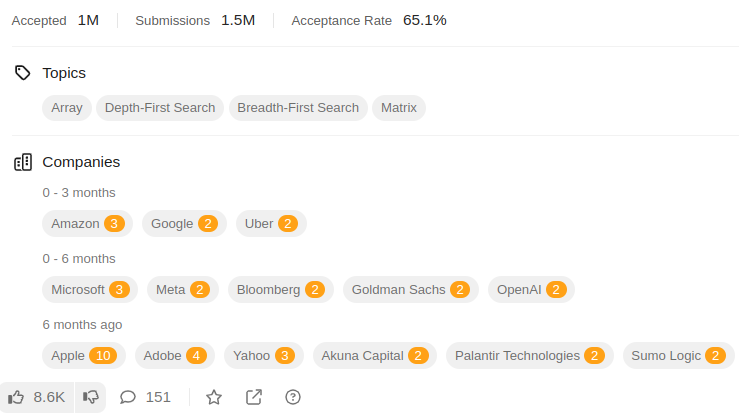 Accepted 1M Submissions 1.5M Acceptance Rate 65.1%
Topics
Array Depth-First Search Breadth-First Search Matrix
Companies
0 - 3 months
Amazon 3 Google 2 Uber 2
0 - 6 months
Microsoft 3 Meta 2 Bloomberg 2 Goldman Sachs 2 OpenAI 2
6 months ago
Apple 10 Adobe 4 Yahoo 3 Akuna Capital 2 Palantir Technologies 2 Sumo Logic 2
8.6K 151